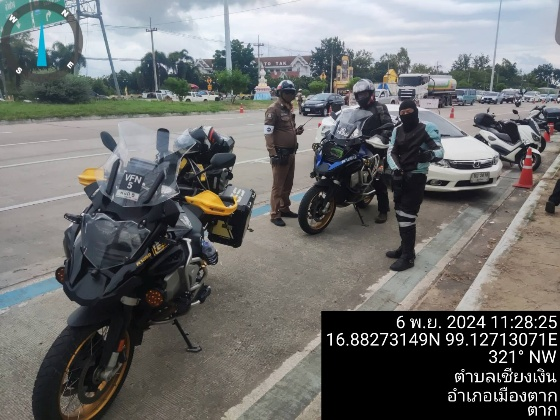 VFN
5
6 พ.ย. 2024 11:28:25
16.88273149N 99.12713071E
321° NW
ตำบลเชียงเงิน
อำเภอเมืองตาก
ตาก